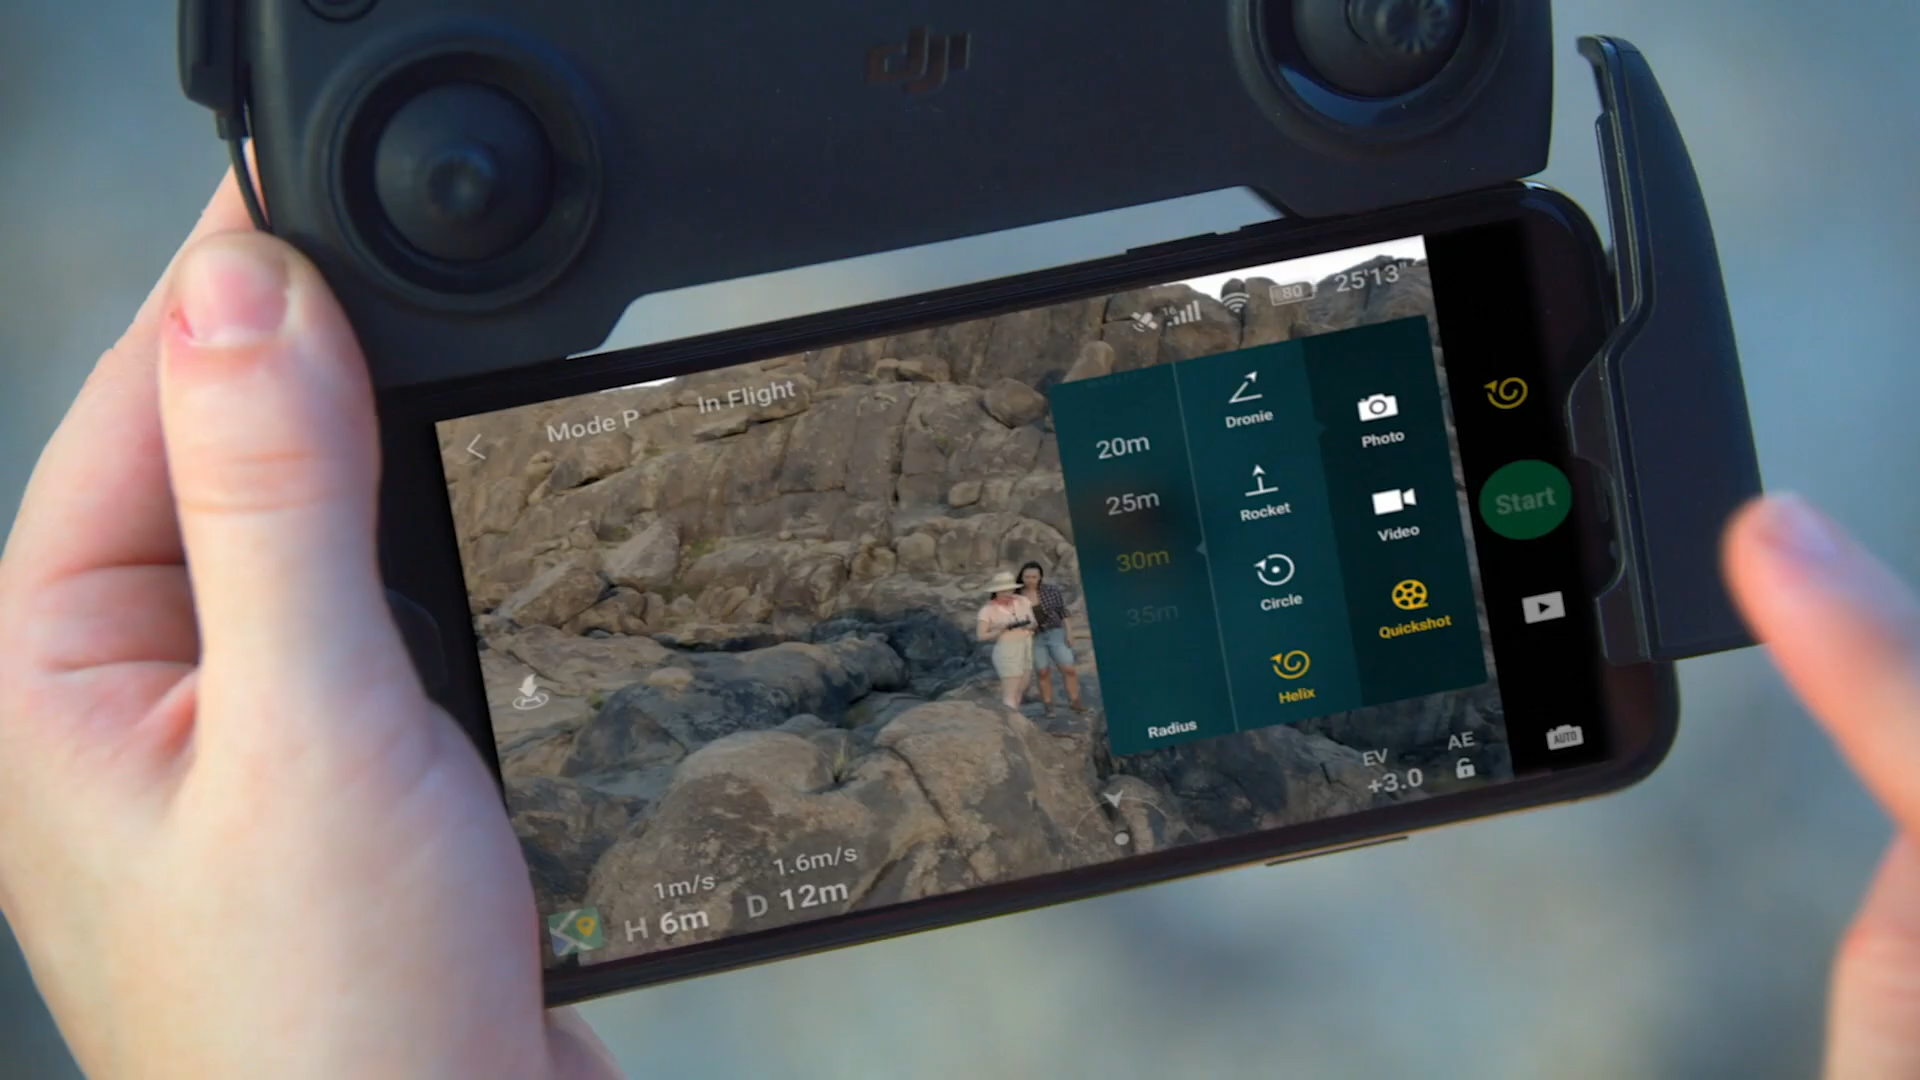 dji
16
80
25'13"
Mode P
In Flight
20m
25m
30m
35m
Radius
Dronie
Rocket
Circle
Helix
Photo
Video
Quickshot
Start
AUTO
EV
+3.0
AE
1m/s
1.6m/s
H 6m
D 12m